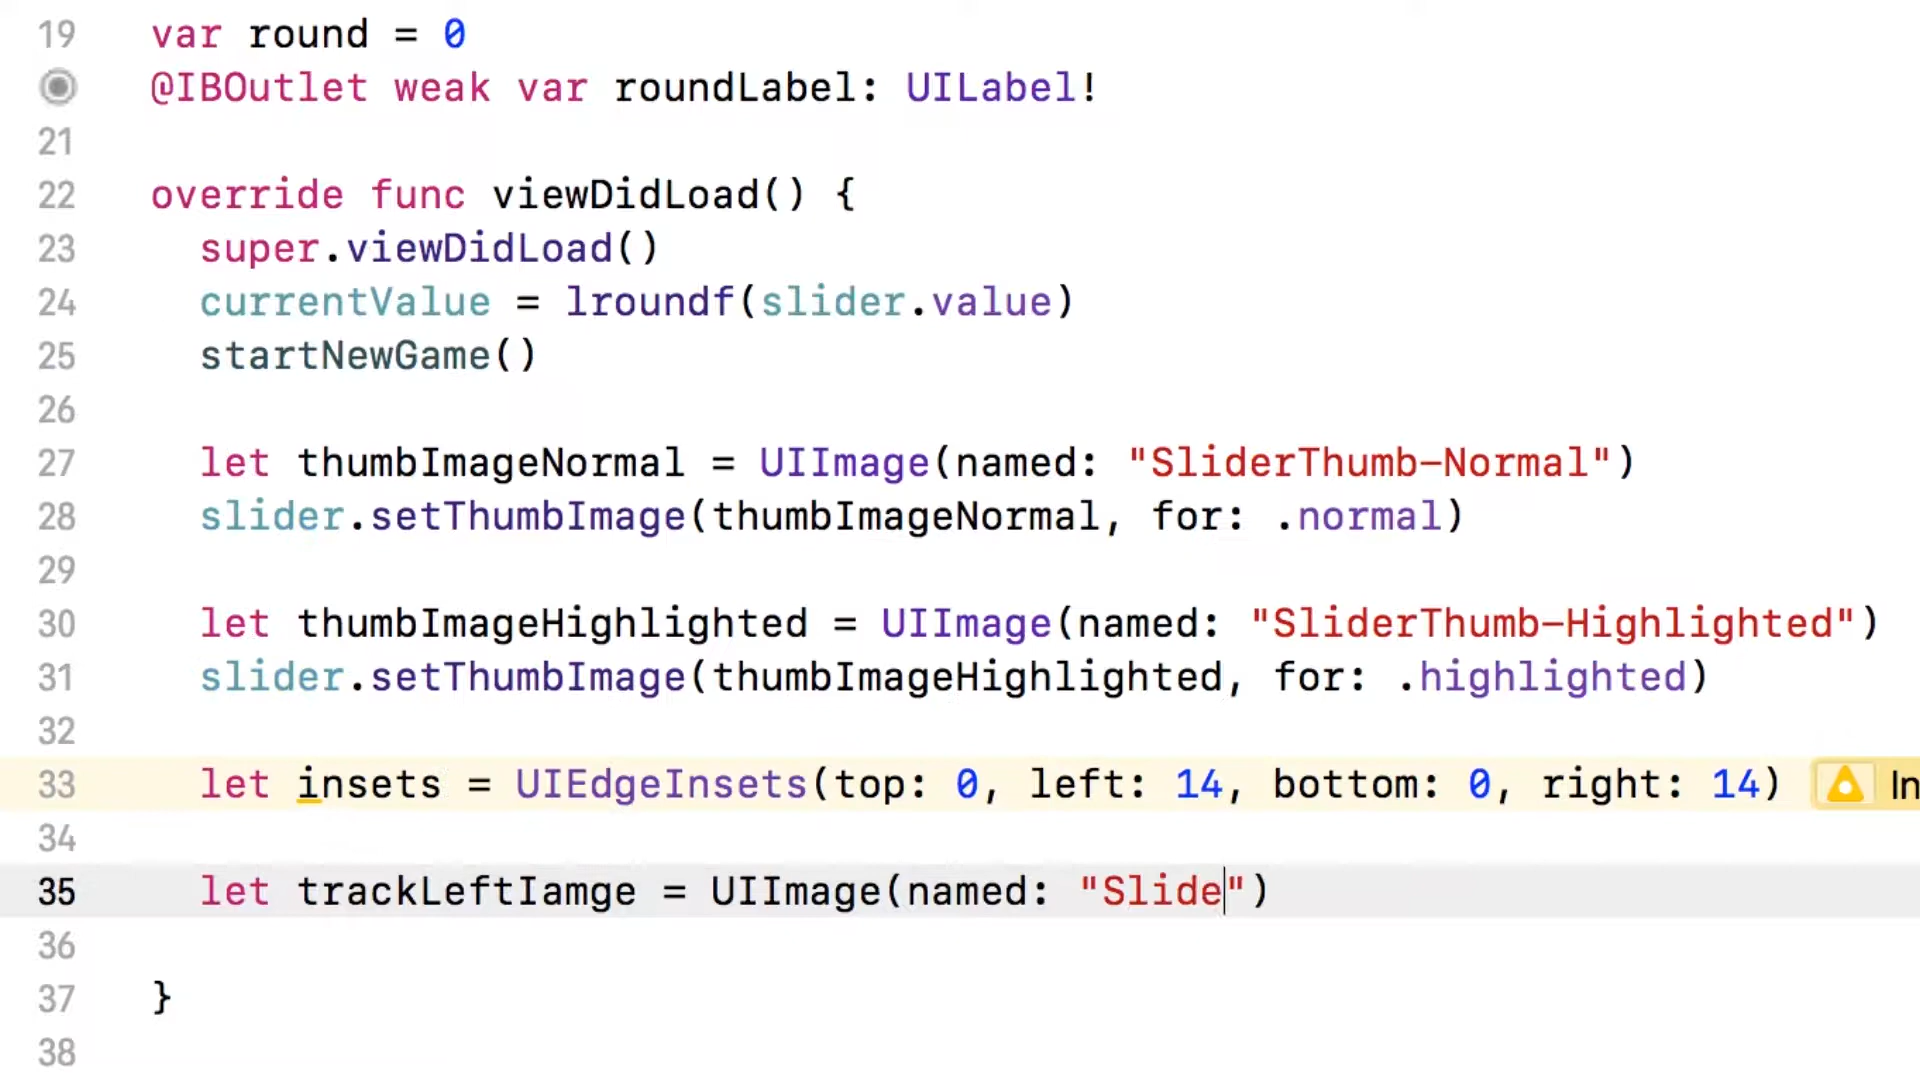 19 var round = 0
@IBOutlet weak var roundLabel: UILabel!
21
22 override func viewDidLoad() {
23 super.viewDidLoad()
24 currentValue = lroundf(slider.value)
25 startNewGame()
26
27 let thumbImageNormal = UIImage(named: "SliderThumb-Normal")
28 slider.setThumbImage(thumbImageNormal, for: .normal)
29
30 let thumbImageHighlighted = UIImage(named: "SliderThumb-Highlighted")
31 slider.setThumbImage(thumbImageHighlighted, for: .highlighted)
32
33 let insets = UIEdgeInsets(top: 0, left: 14, bottom: 0, right: 14) In
34
35 let trackLeftIamge = UIImage(named: "Slide")
36
37 }
38